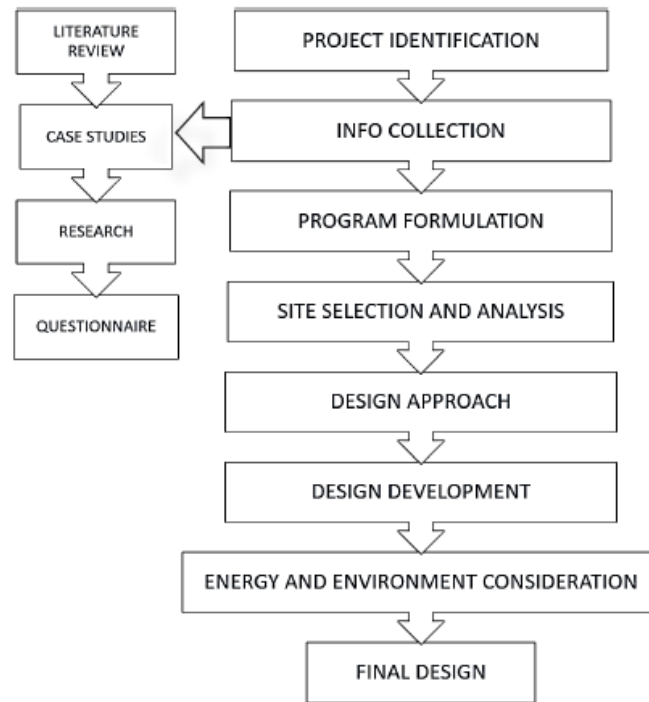 LITERATURE
REVIEW
CASE STUDIES
RESEARCH
QUESTIONNAIRE
PROJECT IDENTIFICATION
INFO COLLECTION
PROGRAM FORMULATION
SITE SELECTION AND ANALYSIS
DESIGN APPROACH
DESIGN DEVELOPMENT
ENERGY AND ENVIRONMENT CONSIDERATION
FINAL DESIGN